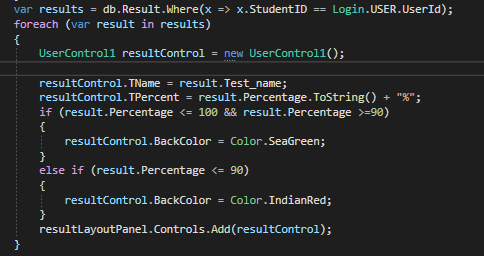 var results = db.Result.Where(x => x.StudentID == Login.USER.UserId);
foreach (var result in results)
{
UserControl1 resultControl = new UserControl1();
resultControl.TName = result.Test_name;
resultControl.TPercent = result.Percentage.ToString() + "%";
if (result.Percentage <= 100 && result.Percentage >=90)
{
resultControl.BackColor = Color.SeaGreen;
}
else if (result.Percentage <= 90)
{
resultControl.BackColor = Color.IndianRed;
}
resultLayoutPanel.Controls.Add(resultControl);
}